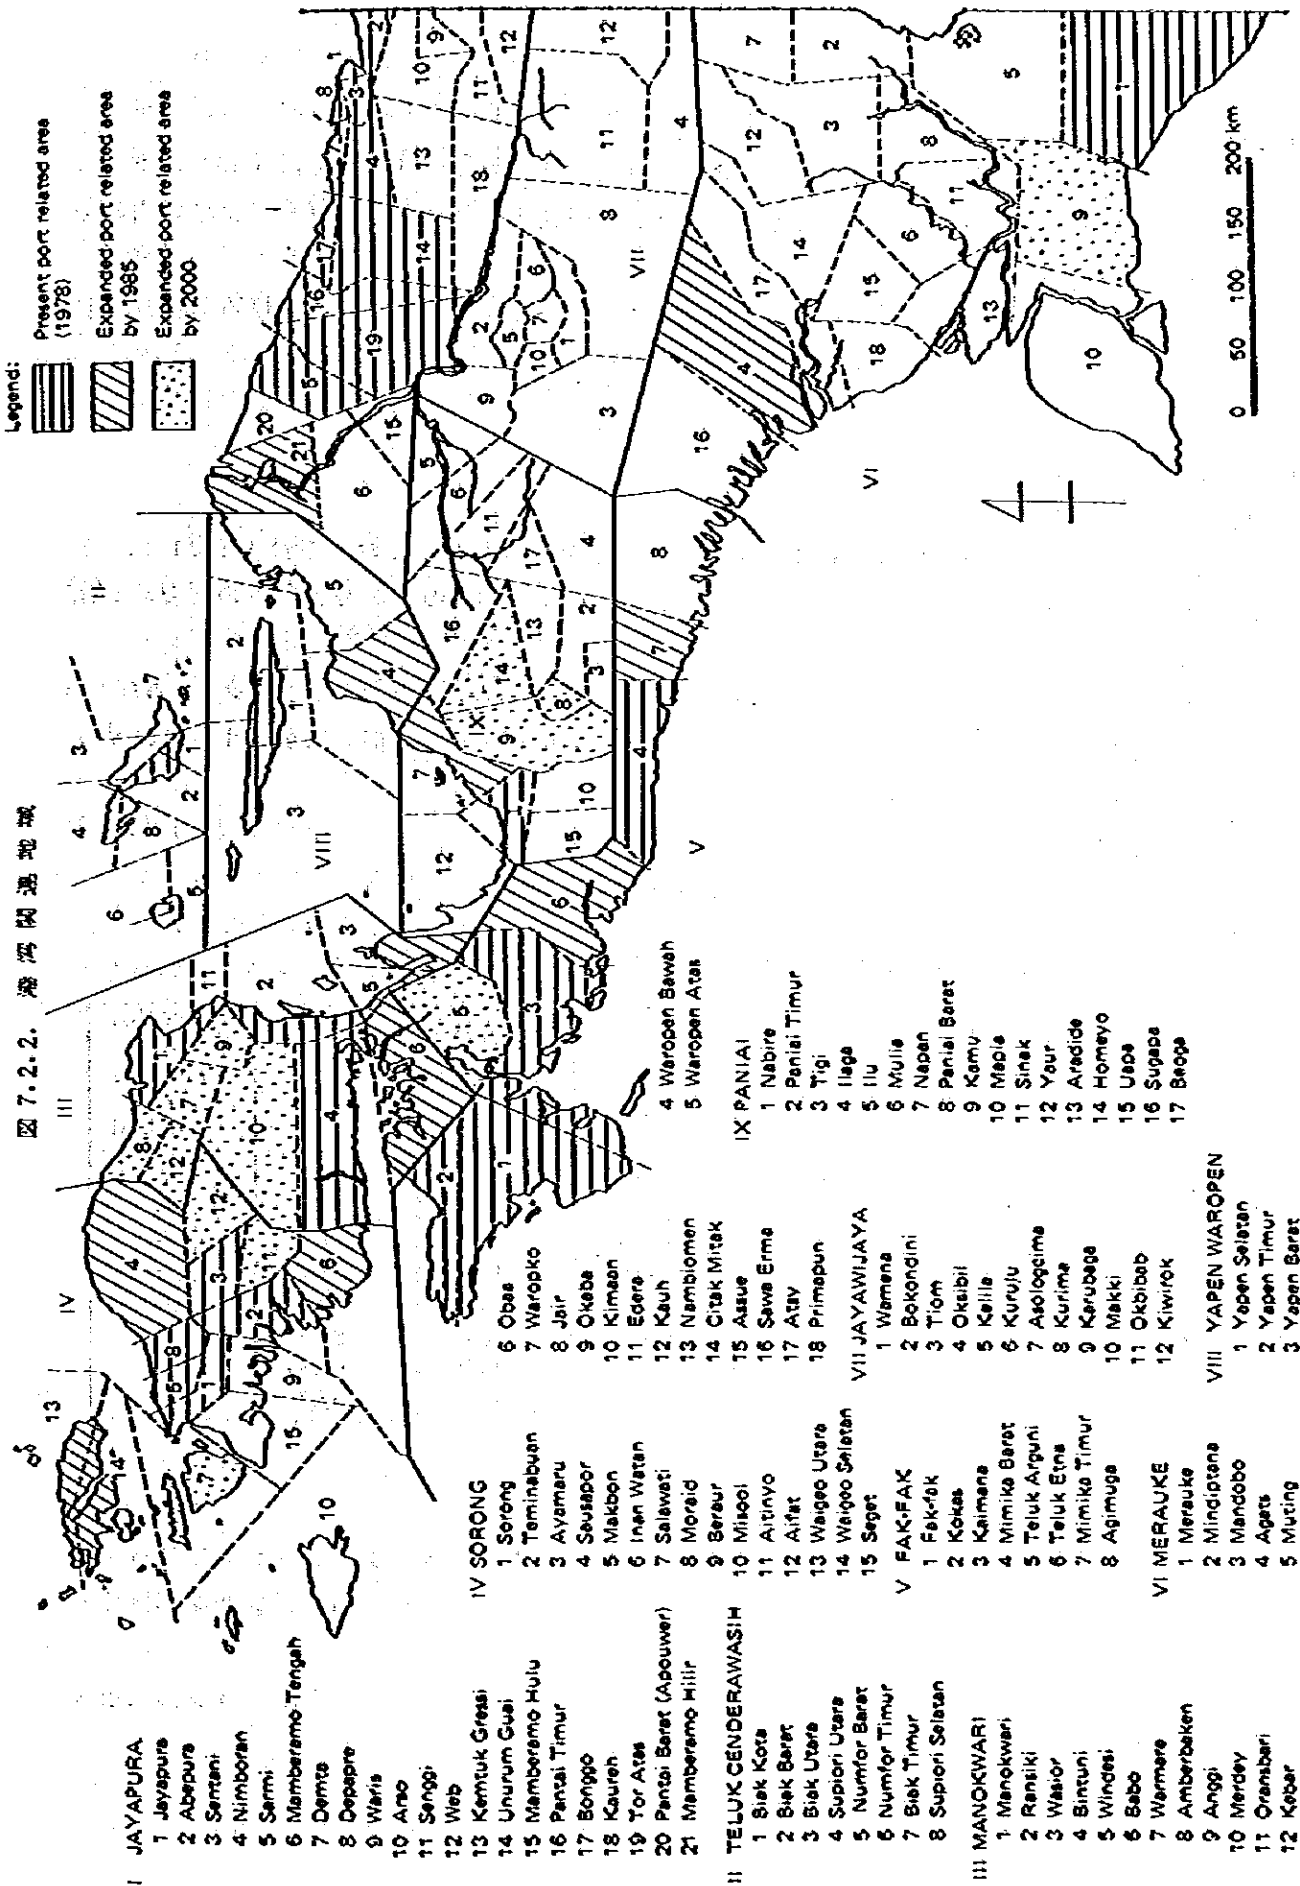 図 7.2.2. 港湾関連地域
Legend:
Present port related area
(1978)
Expanded port related area
by 1985
Expanded port related area
by 2000
0 50 100 150 200 km
I JAYAPURA
1 Jayapura
2 Abepura
3 Sentani
4 Nimboran
5 Sarmi
6 Mamberamo Tengah
7 Demta
8 Depapre
9 Waris
10 Arso
11 Senggi
12 Web
13 Kemtuk Gressi
14 Unurum Guai
15 Mamberamo Hulu
16 Pantai Timur
17 Bonggo
18 Kaureh
19 Tor Atas
20 Pantai Barat (Apouwer)
21 Mamberamo Hilir
II TELUK CENDERAWASIH
1 Biak Kota
2 Biak Barat
3 Biak Utara
4 Supiori Utara
5 Numfor Barat
6 Numfor Timur
7 Biak Timur
8 Supiori Selatan
III MANOKWARI
1 Manokwari
2 Ransiki
3 Wasior
4 Bintuni
5 Windesi
6 Babo
7 Warmare
8 Amberbaken
9 Anggi
10 Merdey
11 Oransbari
12 Kebar
IV SORONG
1 Sorong
2 Teminabuan
3 Ayamaru
4 Sausapor
5 Makbon
6 Inan Watan
7 Salawati
8 Moraid
9 Beraur
10 Misool
11 Aitinyo
12 Aifat
13 Waigeo Utara
14 Waigeo Selatan
15 Seget
V FAK-FAK
1 Fak-fak
2 Kokas
3 Kaimana
4 Mimika Barat
5 Teluk Arguni
6 Teluk Etna
7 Mimika Timur
8 Agimuga
VI MERAUKE
1 Merauke
2 Mindiptana
3 Mandobo
4 Agats
5 Muting
6 Obaa
7 Waropko
8 Jair
9 Okaba
10 Kimaan
11 Edera
12 Kauh
13 Nambiomen
14 Citak Mitak
15 Assue
16 Sawa Erma
17 Atsy
18 Primapun
VII JAYAWIJAYA
1 Wamena
2 Bokondini
3 Tiom
4 Oksibil
5 Kelila
6 Kurulu
7 Asologaima
8 Kurima
9 Karubaga
10 Makki
11 Okbibab
12 Kiwirok
VIII YAPEN WAROPEN
1 Yapen Selatan
2 Yapen Timur
3 Yapen Barat
4 Waropen Bawah
5 Waropen Atas
IX PANIAI
1 Nabire
2 Paniai Timur
3 Tigi
4 Ilaga
5 Ilu
6 Mulia
7 Napan
8 Paniai Barat
9 Kamu
10 Mapia
11 Sinak
12 Yaur
13 Aradide
14 Homeyo
15 Uapa
16 Sugapa
17 Beoga